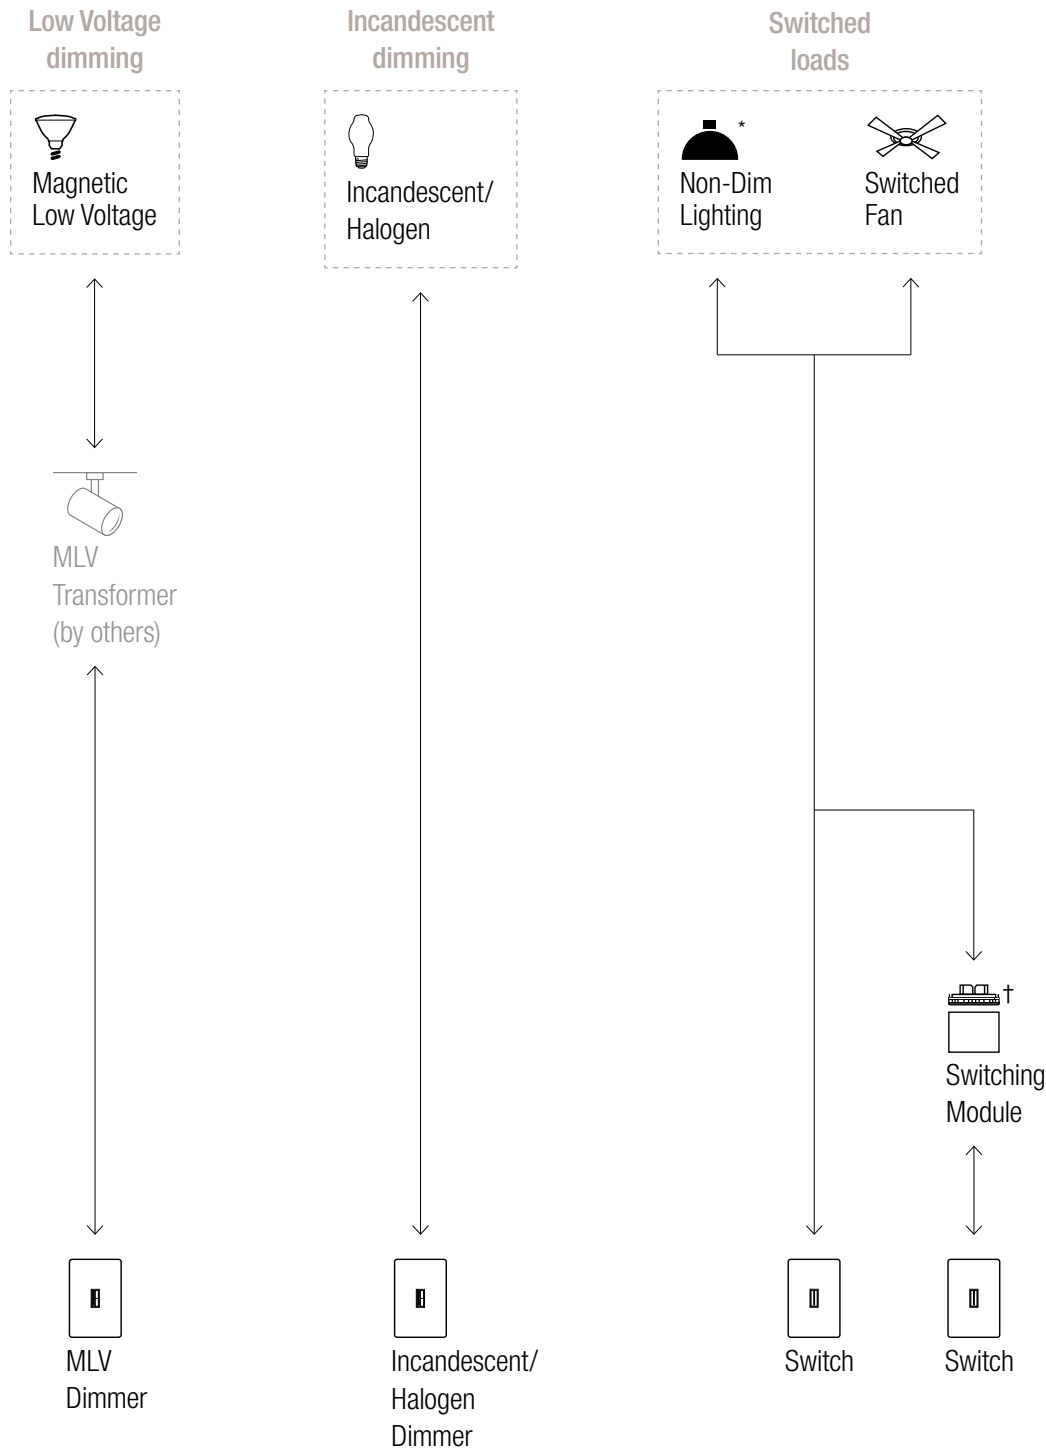 Low Voltage
dimming
Incandescent
dimming
Switched
loads
Magnetic
Low Voltage
Incandescent/
Halogen
*
Non-Dim
Lighting
Switched
Fan
MLV
Transformer
(by others)
†
Switching
Module
MLV
Dimmer
Incandescent/
Halogen
Dimmer
Switch
Switch